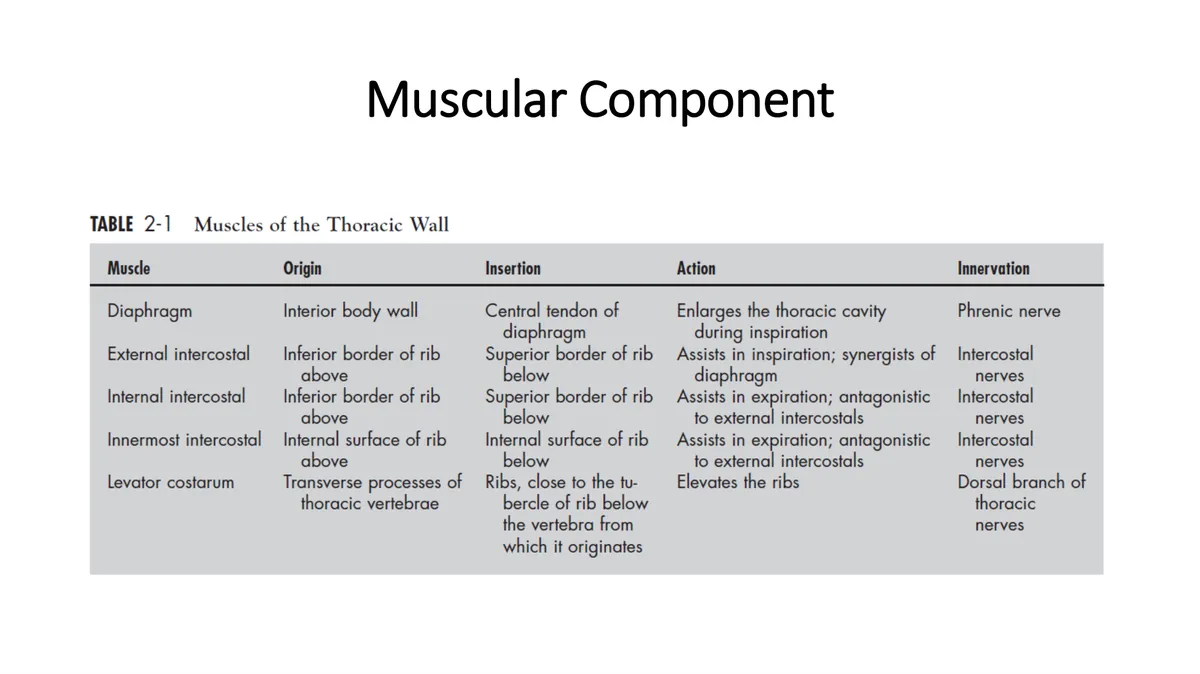 Muscular Component
TABLE 2-1 Muscles of the Thoracic Wall
Muscle Origin Insertion Action Innervation
Diaphragm Interior body wall Central tendon of Enlarges the thoracic cavity Phrenic nerve
diaphragm during inspiration
External intercostal Inferior border of rib Superior border of rib Assists in inspiration; synergists of Intercostal
above below diaphragm nerves
Internal intercostal Inferior border of rib Superior border of rib Assists in expiration; antagonistic Intercostal
above below to external intercostals nerves
Innermost intercostal Internal surface of rib Internal surface of rib Assists in expiration; antagonistic Intercostal
above below to external intercostals nerves
Levator costarum Transverse processes of Ribs, close to the tu- Elevates the ribs Dorsal branch of
thoracic vertebrae bercle of rib below thoracic
the vertebra from nerves
which it originates